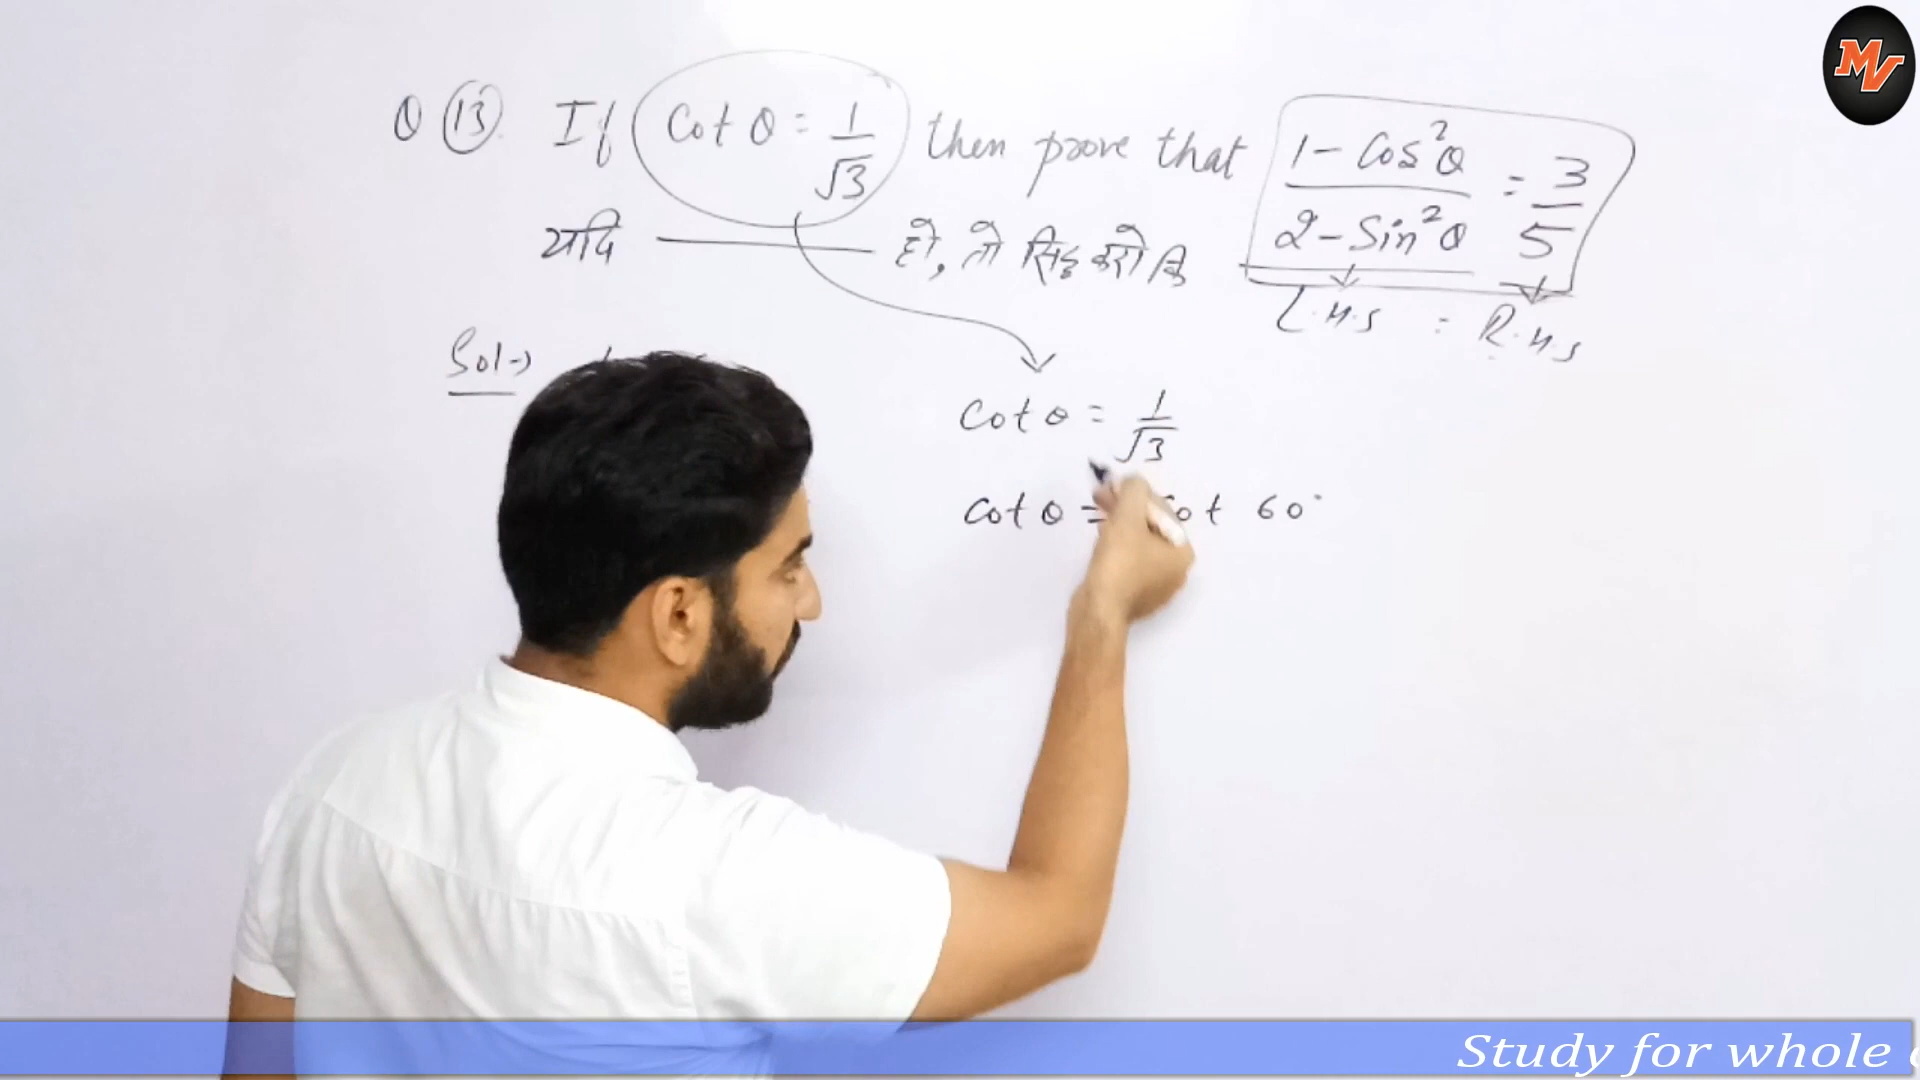 Q 13 If Cot θ = 1/√3 then prove that (1 - Cos²θ)/(2 - Sin²θ) = 3/5
यदि —— हो, तो सिद्ध करो कि
L.H.S = R.H.S
Sol→
Cot θ = 1/√3
Cot θ = Cot 60°
MV
Study for whole